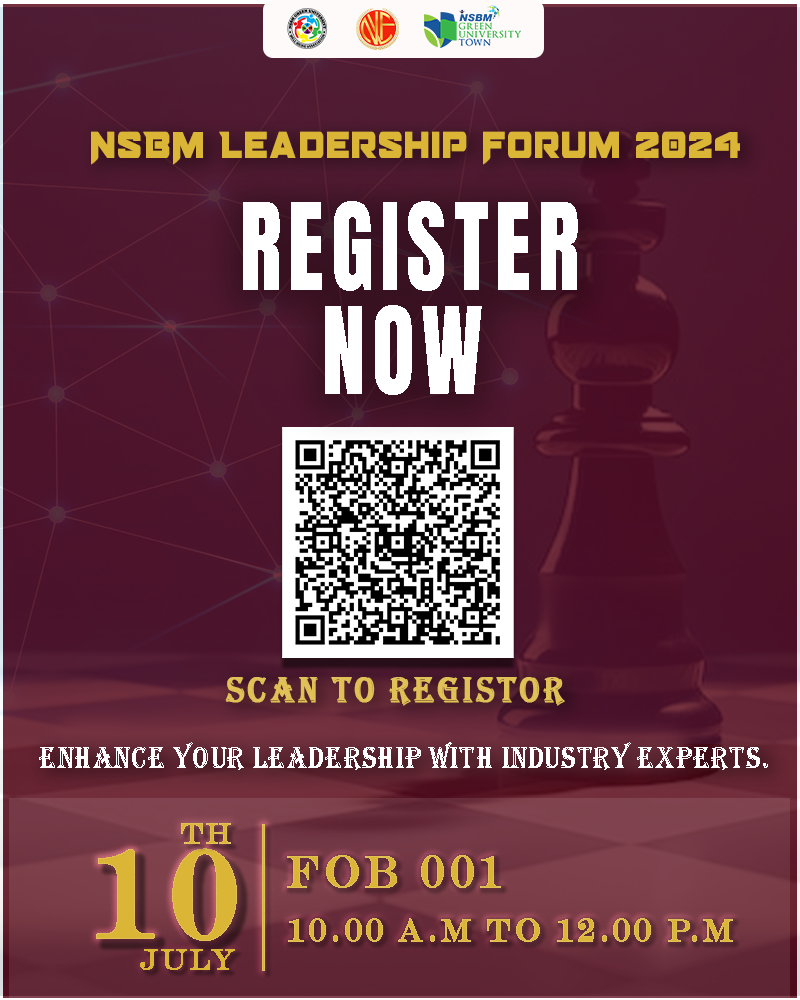 NSBM
GREEN
UNIVERSITY
TOWN
NSBM LEADERSHIP FORUM 2024
REGISTER
NOW
SCAN TO REGISTOR
ENHANCE YOUR LEADERSHIP WITH INDUSTRY EXPERTS.
TH
10
JULY
FOB 001
10.00 A.M TO 12.00 P.M